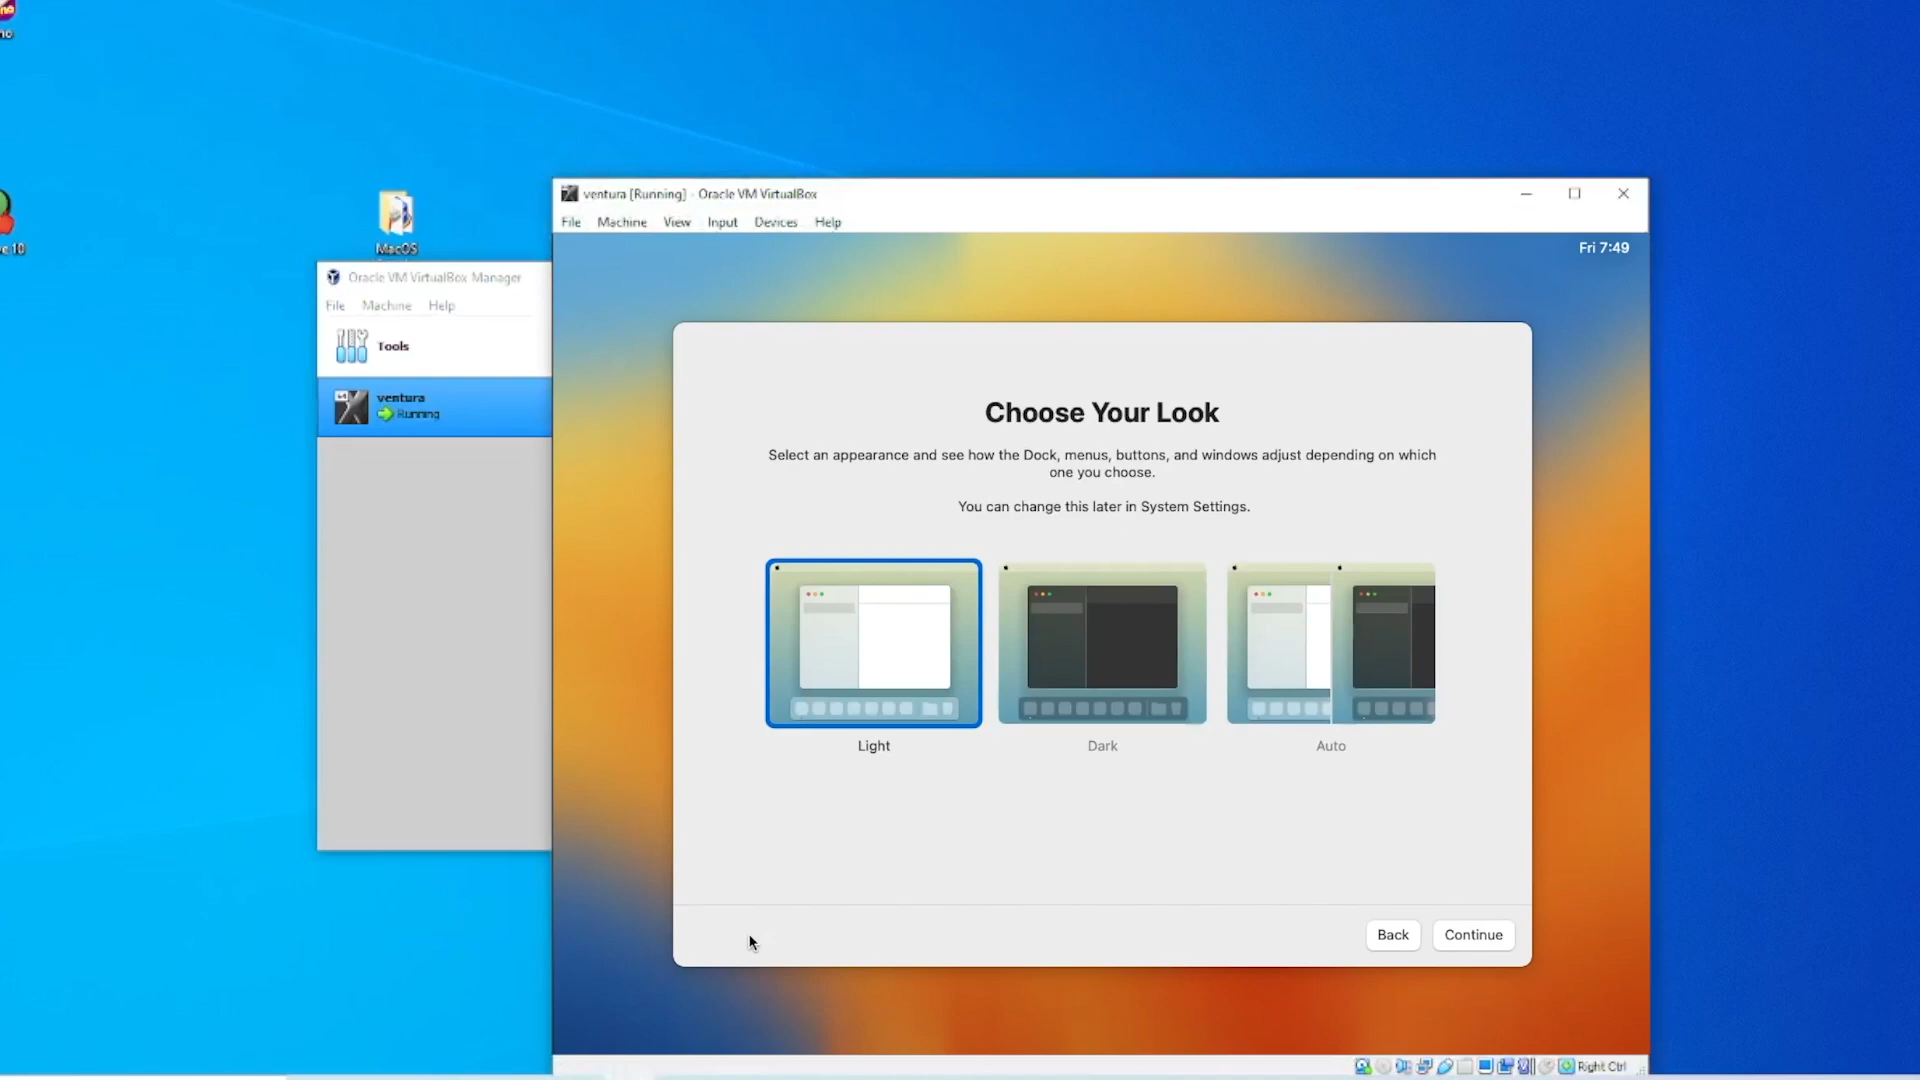 MacOS
Oracle VM VirtualBox Manager
File Machine Help
Tools
ventura
Running
ventura [Running] - Oracle VM VirtualBox
File Machine View Input Devices Help
Fri 7:49
Choose Your Look
Select an appearance and see how the Dock, menus, buttons, and windows adjust depending on which
one you choose.
You can change this later in System Settings.
Light
Dark
Auto
Back
Continue
Right Ctrl